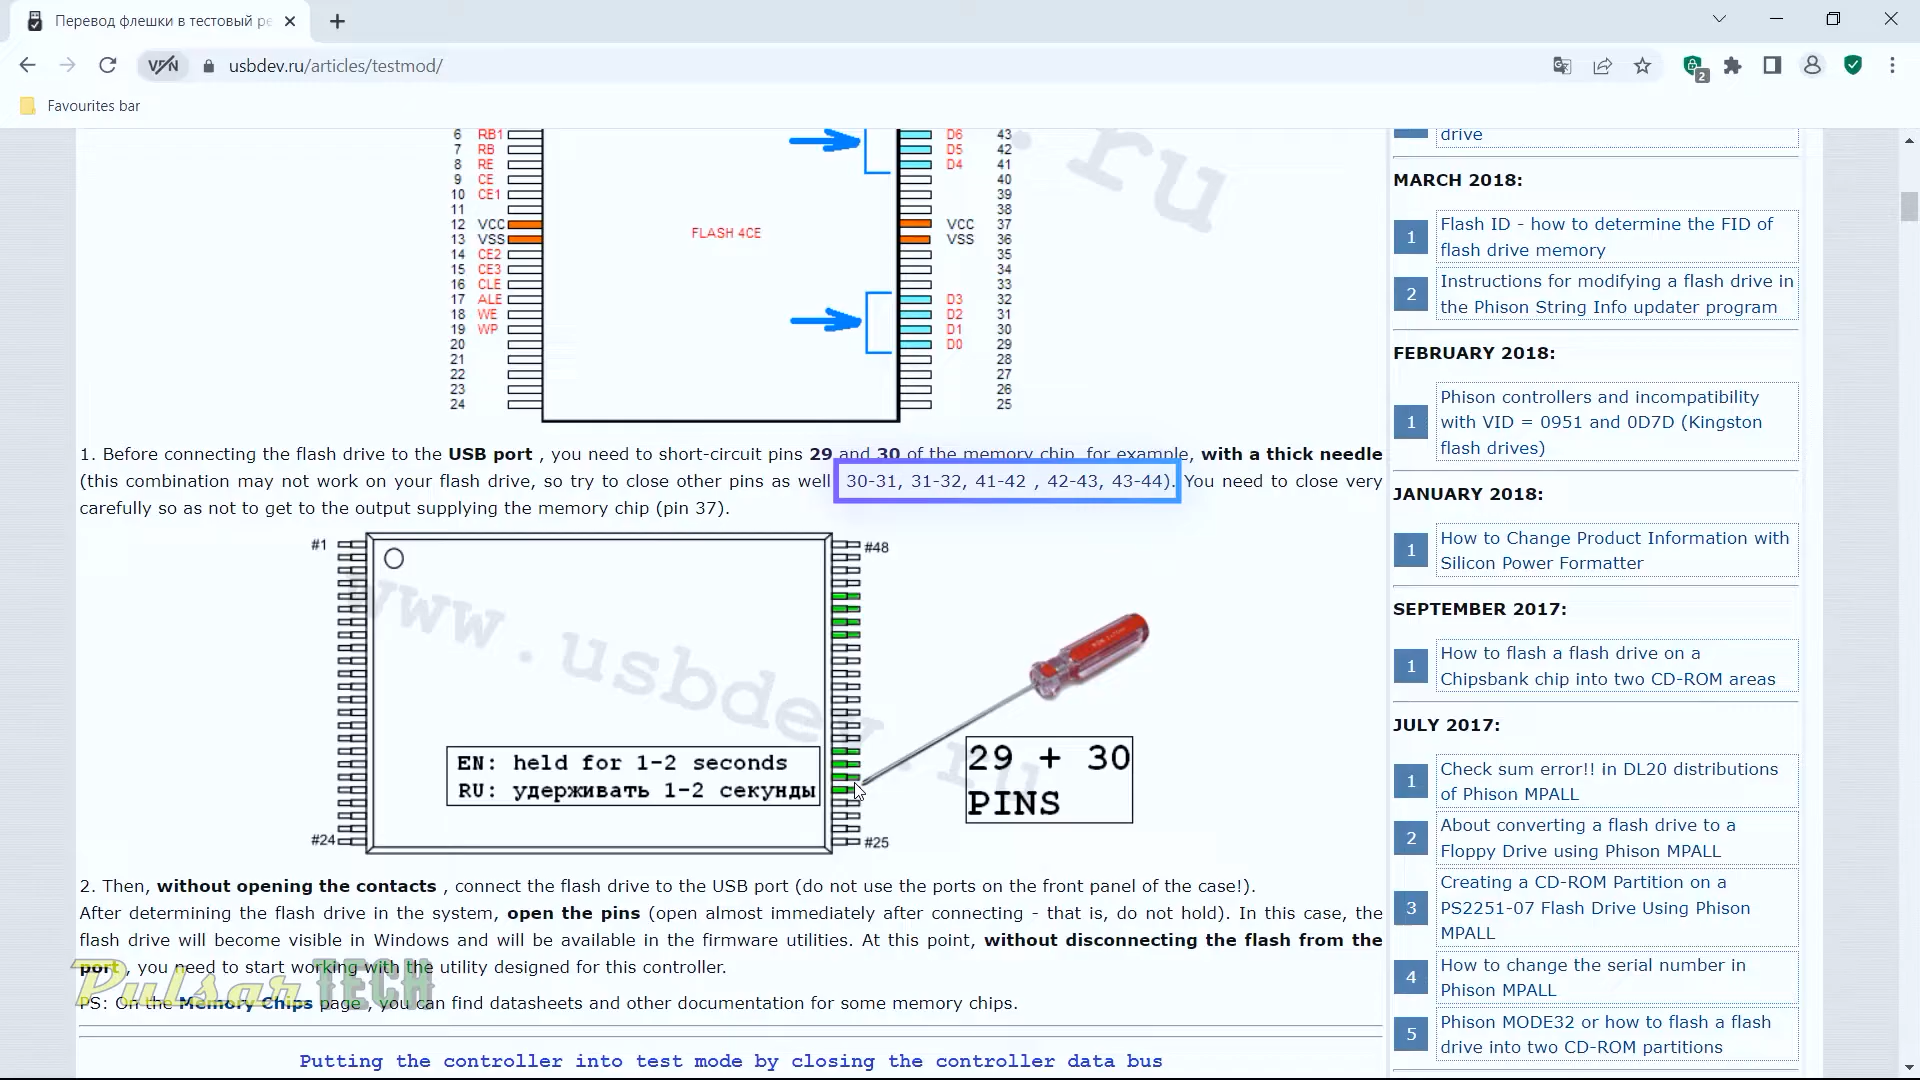 Перевод флешки в тестовый ре
usbdev.ru/articles/testmod/
2
Favourites bar
6 RB1 D6 43
7 RB D5 42
8 RE D4 41
9 CE 40
10 CE1 39
11 38
12 VCC VCC 37
13 VSS VSS 36
14 CE2 35
15 CE3 34
16 CLE 33
17 ALE D3 32
18 WE D2 31
19 WP D1 30
20 D0 29
21 28
22 27
23 26
24 25
FLASH 4CE
.ru
1. Before connecting the flash drive to the USB port , you need to short-circuit pins 29 and 30 of the memory chip, for example, with a thick needle
(this combination may not work on your flash drive, so try to close other pins as well 30-31, 31-32, 41-42 , 42-43, 43-44). You need to close very
carefully so as not to get to the output supplying the memory chip (pin 37).
#1
#48
www.usbdev.ru
EN: held for 1-2 seconds
RU: удерживать 1-2 секунды
29 + 30
PINS
#24
#25
2. Then, without opening the contacts , connect the flash drive to the USB port (do not use the ports on the front panel of the case!).
After determining the flash drive in the system, open the pins (open almost immediately after connecting - that is, do not hold). In this case, the
flash drive will become visible in Windows and will be available in the firmware utilities. At this point, without disconnecting the flash from the
port , you need to start working with the utility designed for this controller.
PS: On the Memory Chips page , you can find datasheets and other documentation for some memory chips.
Pulsar TECH
Putting the controller into test mode by closing the controller data bus
drive
MARCH 2018:
1 Flash ID - how to determine the FID of
flash drive memory
2 Instructions for modifying a flash drive in
the Phison String Info updater program
FEBRUARY 2018:
1 Phison controllers and incompatibility
with VID = 0951 and 0D7D (Kingston
flash drives)
JANUARY 2018:
1 How to Change Product Information with
Silicon Power Formatter
SEPTEMBER 2017:
1 How to flash a flash drive on a
Chipsbank chip into two CD-ROM areas
JULY 2017:
1 Check sum error!! in DL20 distributions
of Phison MPALL
2 About converting a flash drive to a
Floppy Drive using Phison MPALL
3 Creating a CD-ROM Partition on a
PS2251-07 Flash Drive Using Phison
MPALL
4 How to change the serial number in
Phison MPALL
5 Phison MODE32 or how to flash a flash
drive into two CD-ROM partitions